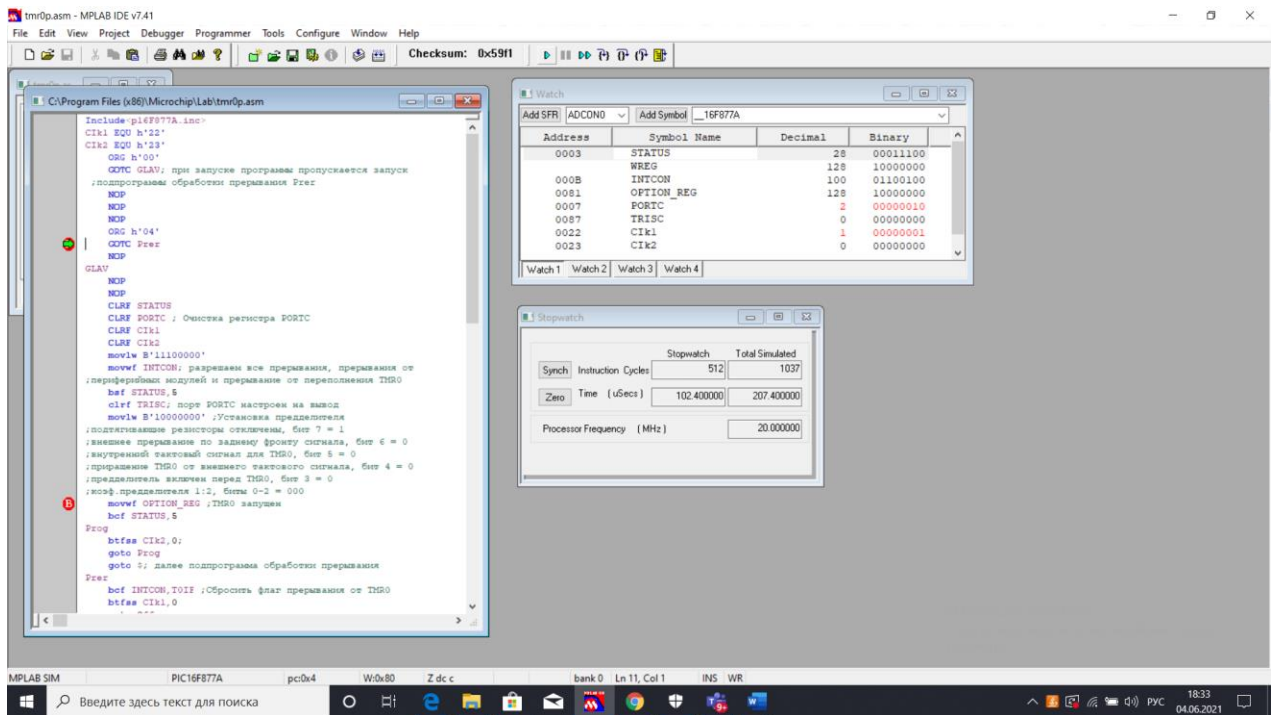 tmr0p.asm - MPLAB IDE v7.41
File Edit View Project Debugger Programmer Tools Configure Window Help
Checksum: 0x59f1
C:\Program Files (x86)\Microchip\Lab\tmr0p.asm
Include<p16F877A.inc>
CIk1 EQU h'22'
CIk2 EQU h'23'
ORG h'00'
GOTO GLAV; при запуске программы пропускается запуск
;подпрограммы обработки прерывания Prer
NOP
NOP
NOP
ORG h'04'
GOTO Prer
NOP
GLAV
NOP
NOP
CLRF STATUS
CLRF PORTC ; Очистка регистра PORTC
CLRF CIk1
CLRF CIk2
movlw B'11100000'
movwf INTCON; разрешаем все прерывания, прерывания от
;периферийных модулей и прерывание от переполнения TMR0
bsf STATUS,5
clrf TRISC; порт PORTC настроен на вывод
movlw B'10000000' ;Установка предделителя
;подтягивающие резисторы отключены, бит 7 = 1
;внешнее прерывание по заднему фронту сигнала, бит 6 = 0
;внутренний тактовый сигнал для TMR0, бит 5 = 0
;приращение TMR0 от внешнего тактового сигнала, бит 4 = 0
;предделитель включен перед TMR0, бит 3 = 0
;коэф.предделителя 1:2, биты 0-2 = 000
B movwf OPTION_REG ;TMR0 запущен
bcf STATUS,5
Prog
btfss CIk2,0;
goto Prog
goto $; далее подпрограмма обработки прерывания
Prer
bcf INTCON,T0IF ;Сбросить флаг прерывания от TMR0
btfss CIk1,0
Watch
Add SFR ADCON0 Add Symbol __16F877A
Address Symbol Name Decimal Binary
0003 STATUS 28 00011100
WREG 128 10000000
000B INTCON 100 01100100
0081 OPTION_REG 128 10000000
0007 PORTC 2 00000010
0087 TRISC 0 00000000
0022 CIk1 1 00000001
0023 CIk2 0 00000000
Watch 1 Watch 2 Watch 3 Watch 4
Stopwatch
Stopwatch Total Simulated
Synch Instruction Cycles 512 1037
Zero Time (uSecs) 102.400000 207.400000
Processor Frequency (MHz) 20.000000
MPLAB SIM PIC16F877A pc:0x4 W:0x80 Z dc c bank 0 Ln 11, Col 1 INS WR
Введите здесь текст для поиска
РУС
18:33
04.06.2021